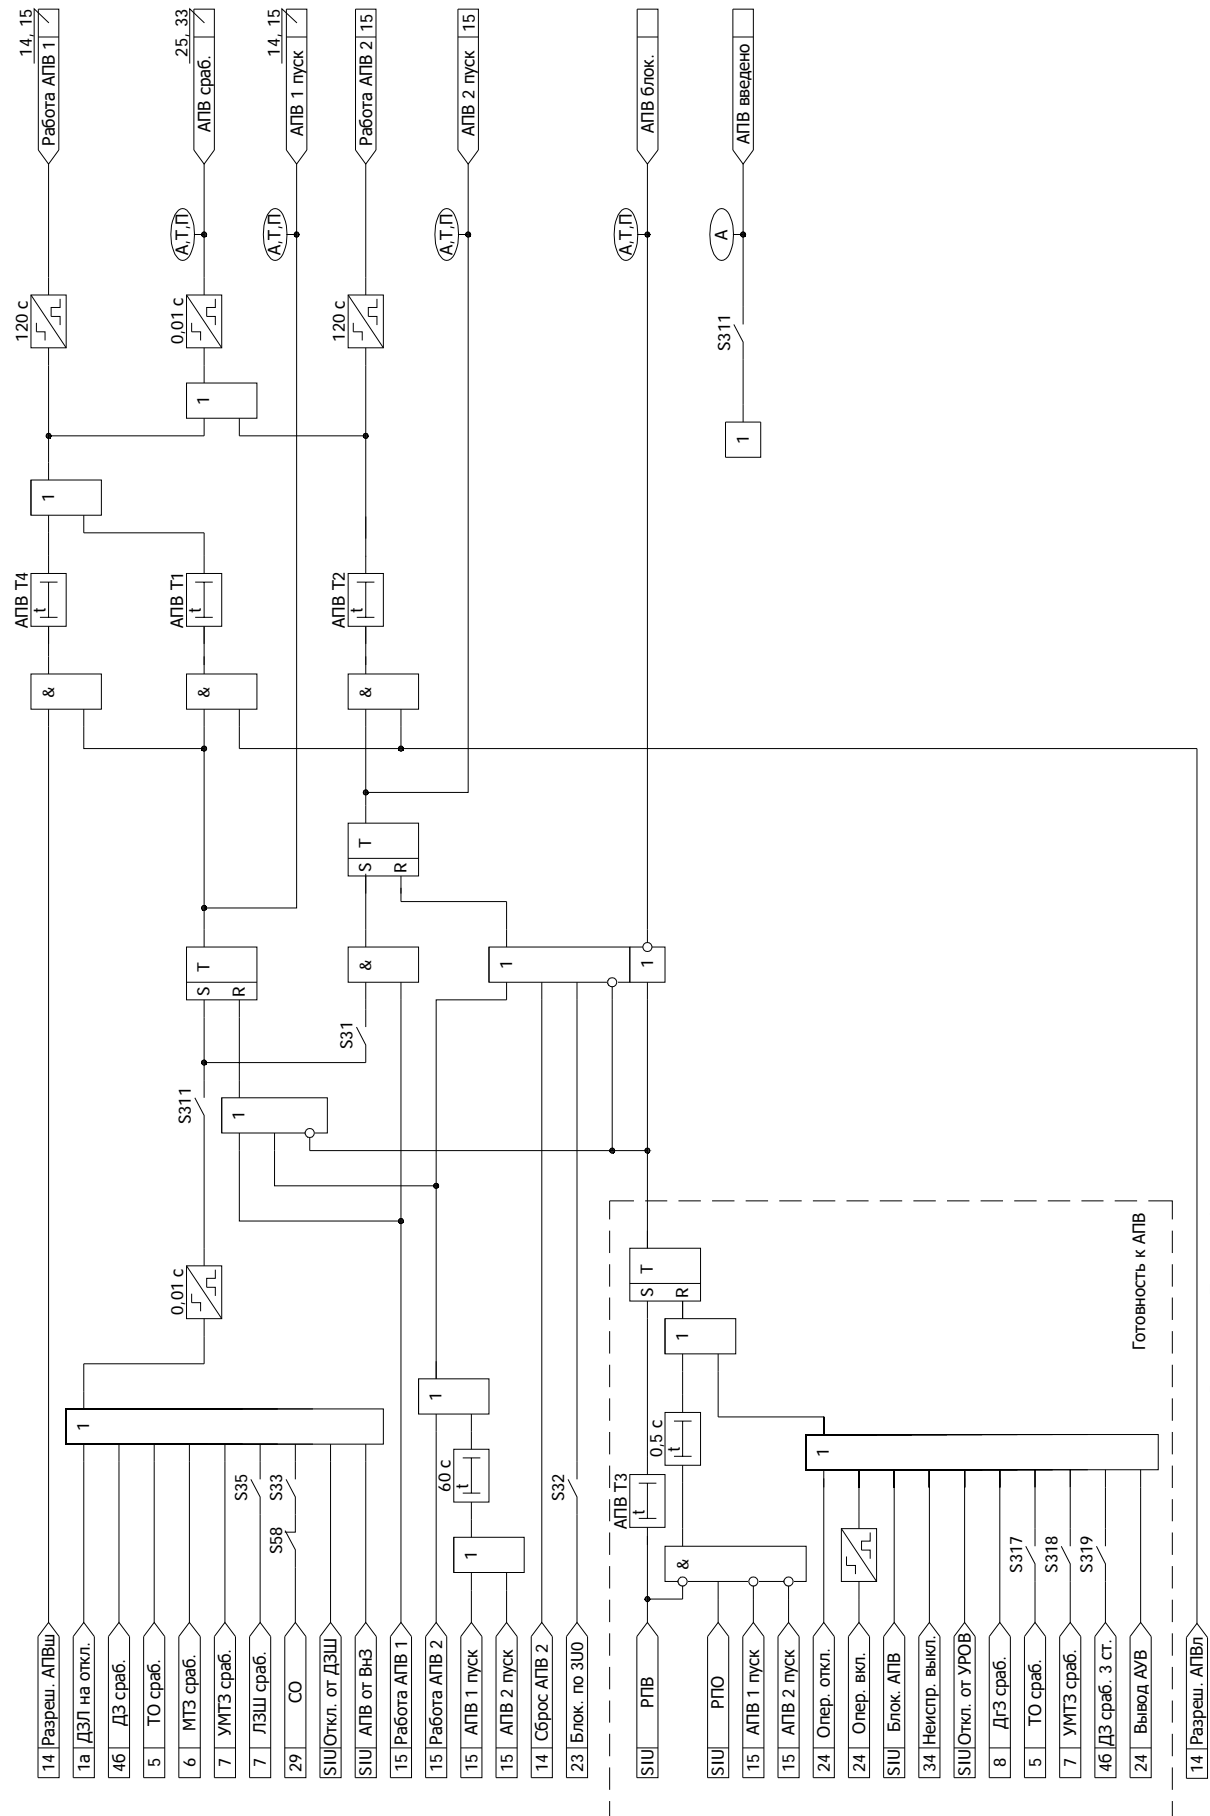 14 Разреш. АПВш
1а ДЗЛ на откл.
4б ДЗ сраб.
5 ТО сраб.
6 МТЗ сраб.
7 УМТЗ сраб.
7 ЛЗШ сраб.
29 СО
SIU Откл. от ДЗШ
SIU АПВ от ВнЗ
15 Работа АПВ 1
15 Работа АПВ 2
15 АПВ 1 пуск
15 АПВ 2 пуск
14 Сброс АПВ 2
23 Блок. по 3U0
SIU РПВ
SIU РПО
15 АПВ 1 пуск
15 АПВ 2 пуск
24 Опер. откл.
24 Опер. вкл.
SIU Блок. АПВ
34 Неиспр. выкл.
SIU Откл. от УРОВ
8 ДгЗ сраб.
5 ТО сраб.
7 УМТЗ сраб.
4б ДЗ сраб. 3 ст.
24 Вывод АУВ
14 Разреш. АПВл
S35
S58
S33
S32
S317
S318
S319
1
1
60 с
t
1
&
АПВ Т3
t
0,5 с
t
1
1
S T
R
Готовность к АПВ
0,01 с
S311
1
S31
S T
R
&
1
1
S T
R
&
&
&
АПВ Т4
t
АПВ Т1
t
АПВ Т2
t
1
1
1
S311
120 с
0,01 с
120 с
А,Т,П
А,Т,П
А,Т,П
А,Т,П
А
Работа АПВ 1
14, 15
АПВ сраб.
25, 33
АПВ 1 пуск
14, 15
Работа АПВ 2 15
АПВ 2 пуск 15
АПВ блок.
АПВ введено